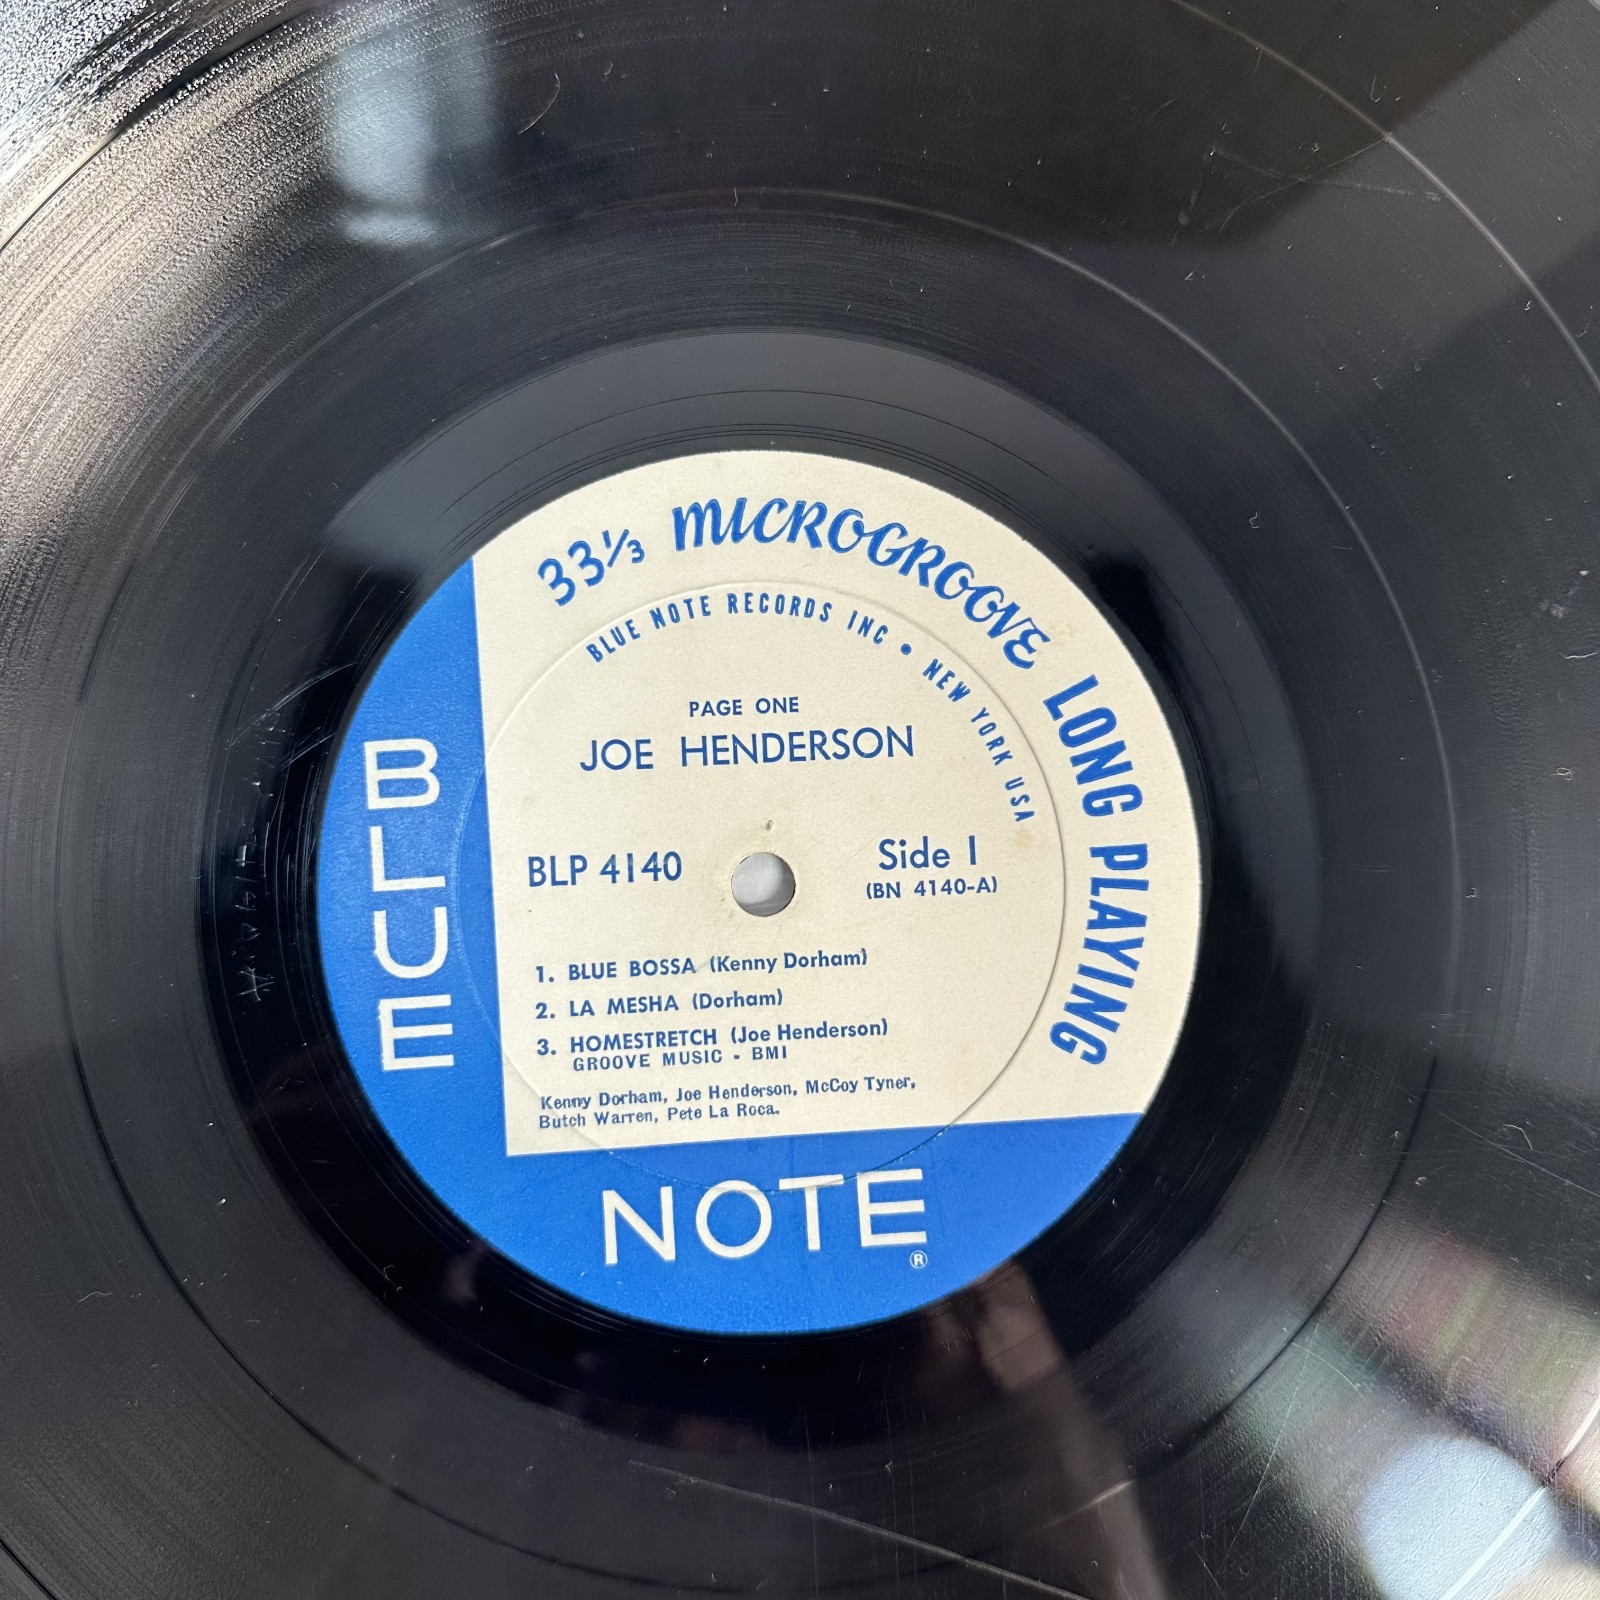 33⅓ MICROGROOVE LONG PLAYING
BLUE NOTE RECORDS INC • NEW YORK USA
PAGE ONE
JOE HENDERSON
BLP 4140
Side 1
(BN 4140-A)
1. BLUE BOSSA (Kenny Dorham)
2. LA MESHA (Dorham)
3. HOMESTRETCH (Joe Henderson)
GROOVE MUSIC - BMI
Kenny Dorham, Joe Henderson, McCoy Tyner,
Butch Warren, Pete La Roca.
BLUE
NOTE
®